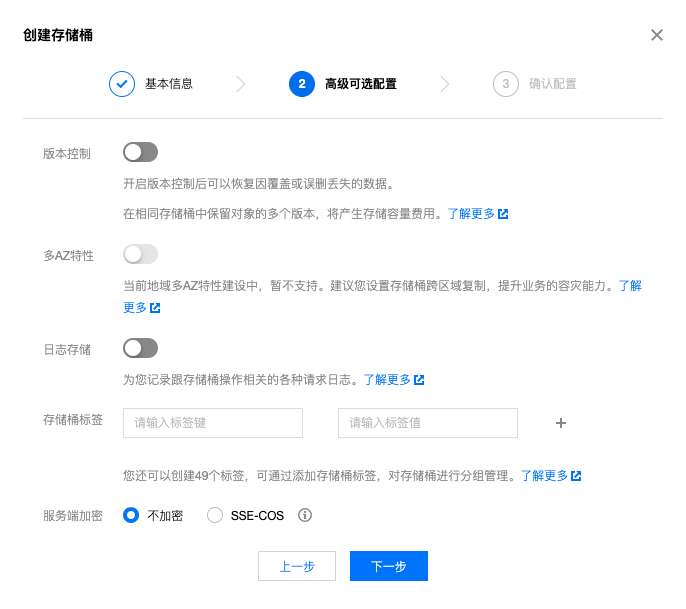 创建存储桶
基本信息
2 高级可选配置
3 确认配置
版本控制
开启版本控制后可以恢复因覆盖或误删丢失的数据。
在相同存储桶中保留对象的多个版本，将产生存储容量费用。了解更多
多AZ特性
当前地域多AZ特性建设中，暂不支持。建议您设置存储桶跨区域复制，提升业务的容灾能力。了解
更多
日志存储
为您记录跟存储桶操作相关的各种请求日志。了解更多
存储桶标签 请输入标签键 请输入标签值 +
您还可以创建49个标签，可通过添加存储桶标签，对存储桶进行分组管理。了解更多
服务端加密 不加密 SSE-COS
上一步 下一步